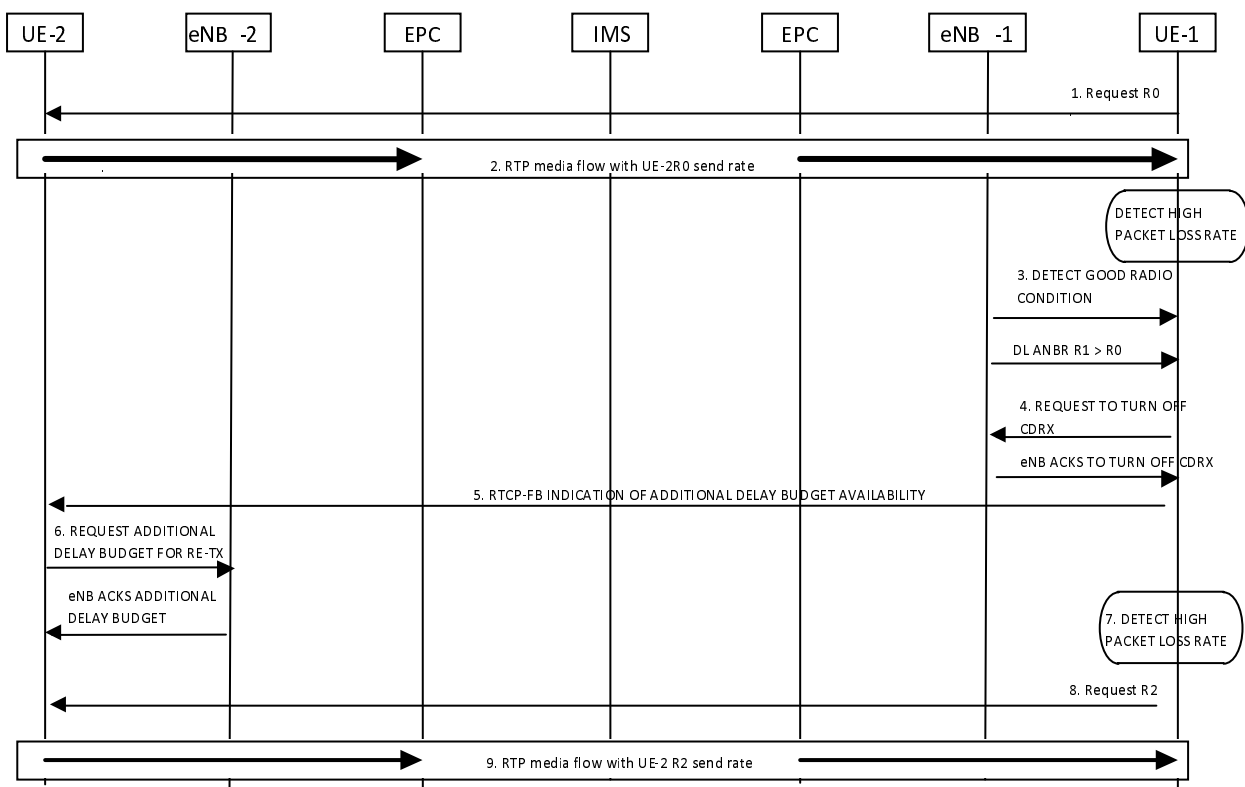 UE-2
eNB -2
EPC
IMS
EPC
eNB -1
UE-1
1. Request R0
2. RTP media flow with UE-2R0 send rate
DETECT HIGH
PACKET LOSS RATE
3. DETECT GOOD RADIO
CONDITION
DL ANBR R1 > R0
4. REQUEST TO TURN OFF
CDRX
eNB ACKS TO TURN OFF CDRX
5. RTCP-FB INDICATION OF ADDITIONAL DELAY BUDGET AVAILABILITY
6. REQUEST ADDITIONAL
DELAY BUDGET FOR RE-TX
eNB ACKS ADDITIONAL
DELAY BUDGET
7. DETECT HIGH
PACKET LOSS RATE
8. Request R2
9. RTP media flow with UE-2 R2 send rate